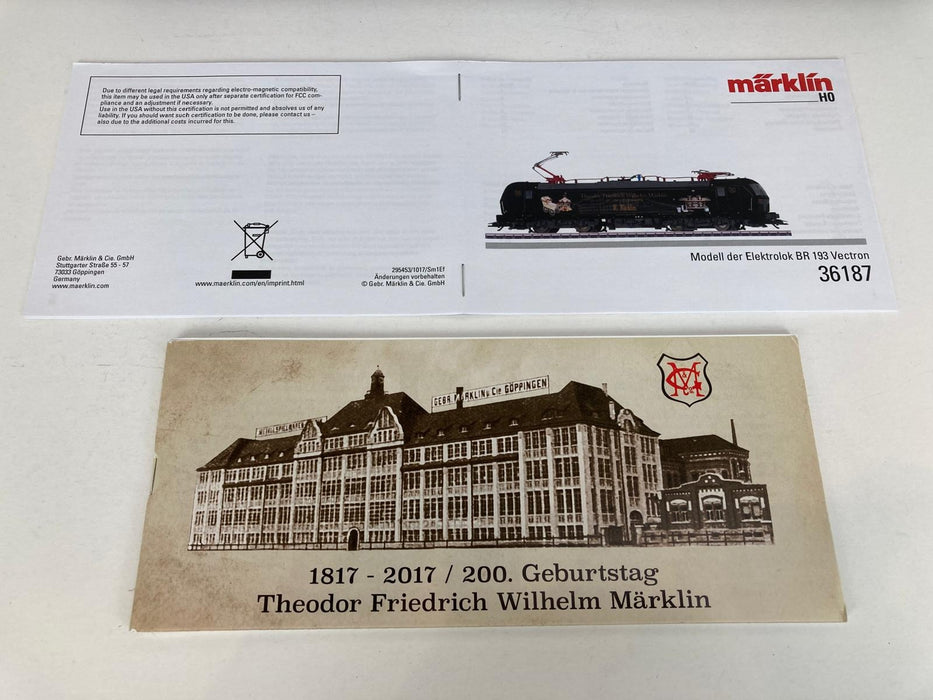 Due to different legal requirements regarding electro-magnetic compatibility,
this item may be used in the USA only after separate certification for FCC com-
pliance and an adjustment if necessary.
Use in the USA without this certification is not permitted and absolves us of any
liability. If you should want such certification to be done, please contact us –
also due to the additional costs incurred for this.
Gebr. Märklin & Cie. GmbH
Stuttgarter Straße 55 - 57
73033 Göppingen
Germany
www.maerklin.com
www.maerklin.com/en/imprint.html
295453/1017/Sm1Ef
Änderungen vorbehalten
© Gebr. Märklin & Cie. GmbH
märklin
H0
Modell der Elektrolok BR 193 Vectron
36187
GEBR. MÄRKLIN & Cie GÖPPINGEN
1817 - 2017 / 200. Geburtstag
Theodor Friedrich Wilhelm Märklin